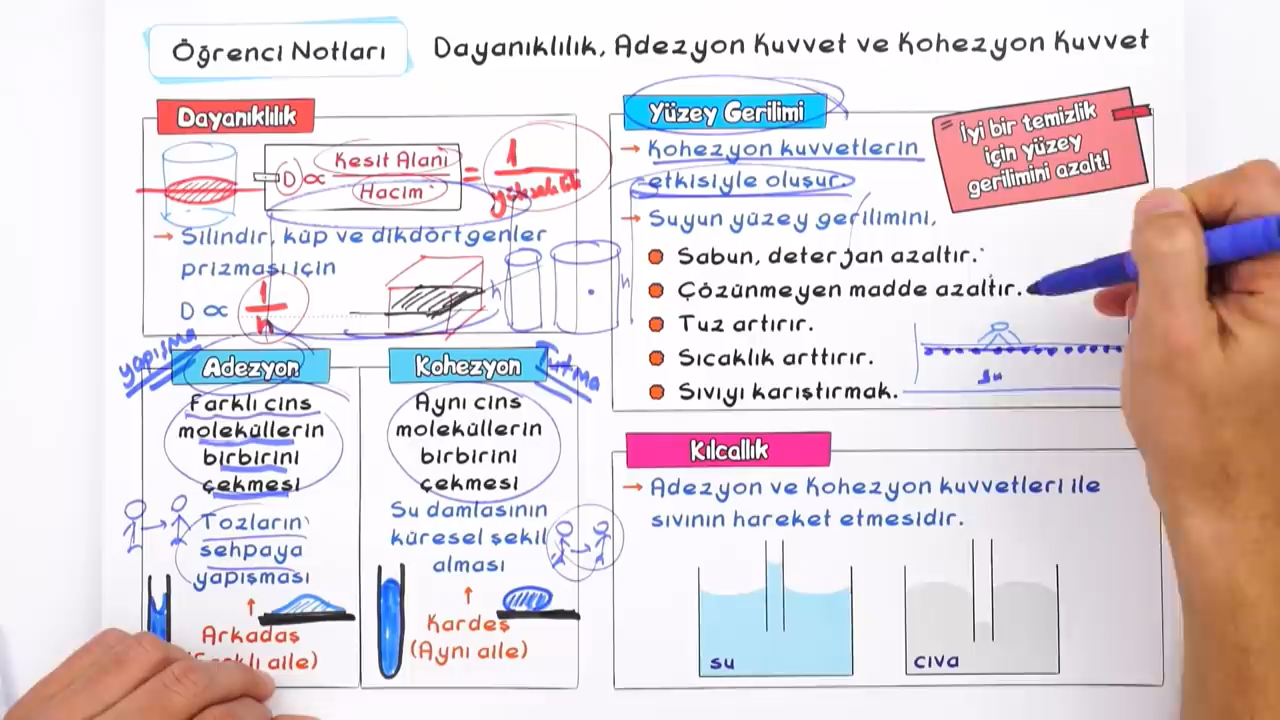 Öğrenci Notları
Dayanıklılık, Adezyon Kuvvet ve Kohezyon Kuvvet
Dayanıklılık
D ∝ Kesit Alanı / Hacim = 1 / yükseklik
→ Silindir, küp ve dikdörtgenler
prizması için
D ∝ 1 / h
h
h
yapışma
Adezyon
Farklı cins
moleküllerin
birbirini
çekmesi
Tozların
sehpaya
yapışması
↑
Arkadaş
(Farklı aile)
Kohezyon
Tutma
Aynı cins
moleküllerin
birbirini
çekmesi
Su damlasının
küresel şekil
alması
↑
Kardeş
(Aynı aile)
Yüzey Gerilimi
→ Kohezyon kuvvetlerin
etkisiyle oluşur.
→ Suyun yüzey gerilimini,
Sabun, deterjan azaltır.
Çözünmeyen madde azaltır.
Tuz artırır.
Sıcaklık arttırır.
Sıvıyı karıştırmak.
İyi bir temizlik
için yüzey
gerilimini azalt!
Su
Kılcallık
→ Adezyon ve Kohezyon kuvvetleri ile
sıvının hareket etmesidir.
su
cıva